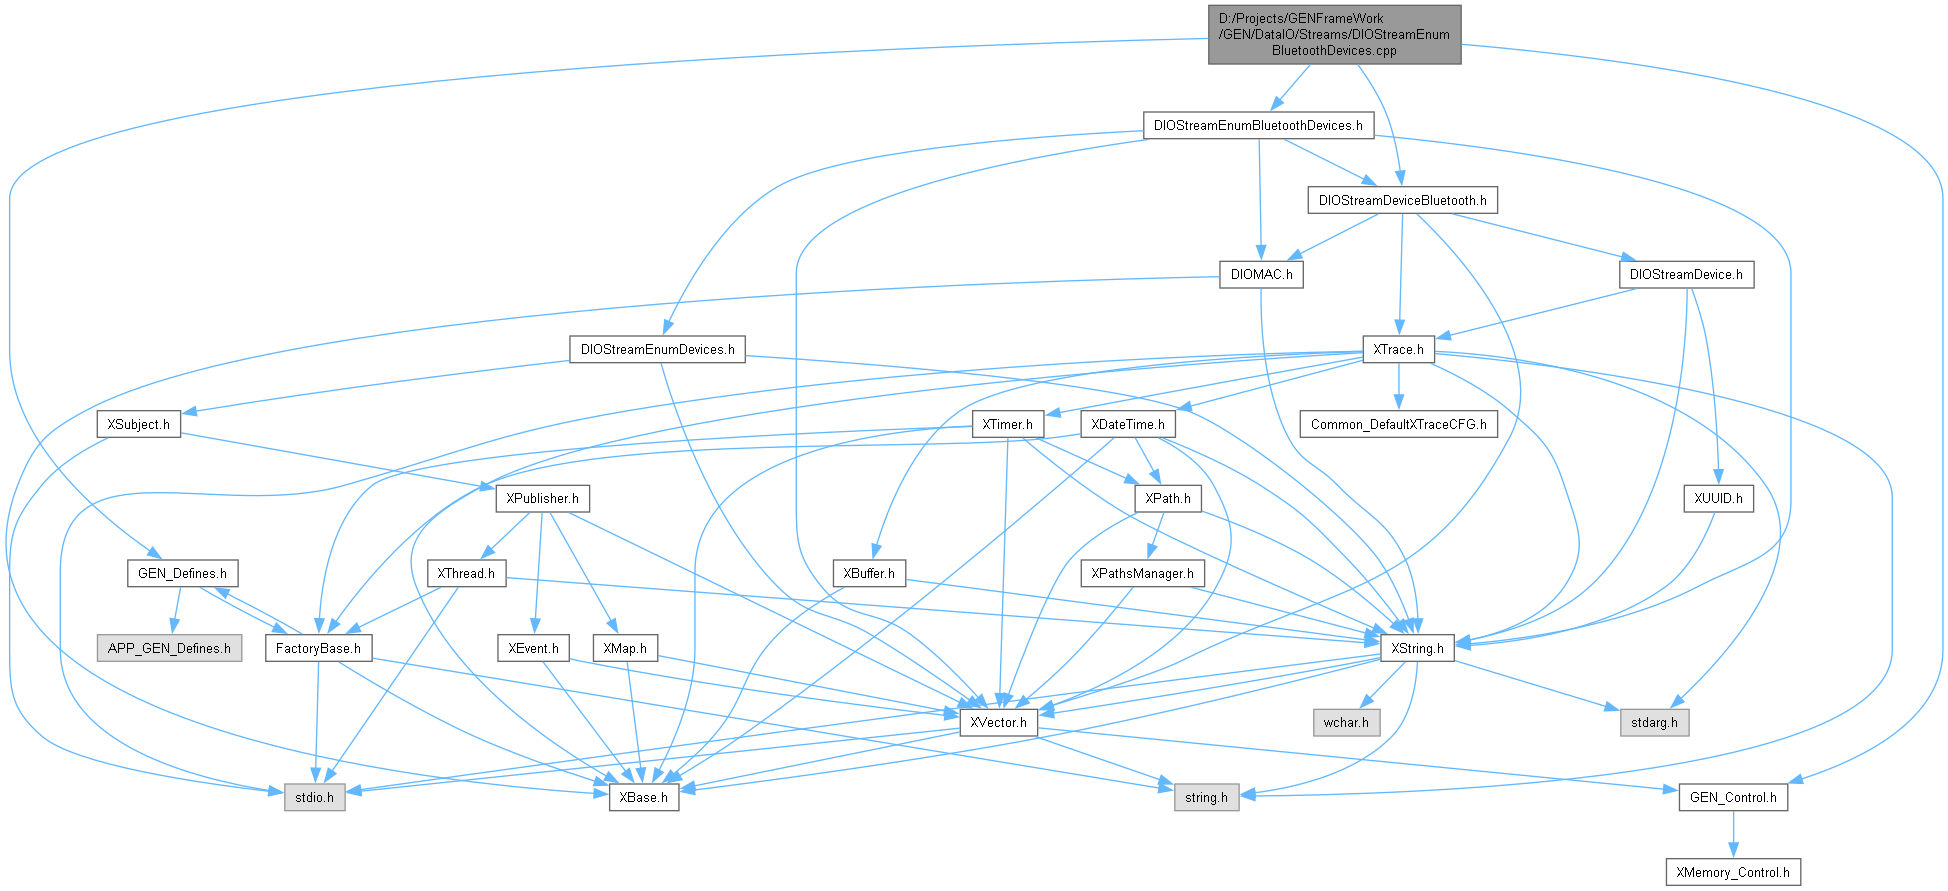 D:/Projects/GENFrameWork
/GEN/DataIO/Streams/DIOStreamEnum
BluetoothDevices.cpp
DIOStreamEnumBluetoothDevices.h
DIOStreamDeviceBluetooth.h
DIOMAC.h
DIOStreamDevice.h
DIOStreamEnumDevices.h
XTrace.h
XSubject.h
XTimer.h
XDateTime.h
Common_DefaultXTraceCFG.h
XPublisher.h
XPath.h
XUUID.h
GEN_Defines.h
XThread.h
XBuffer.h
XPathsManager.h
APP_GEN_Defines.h
FactoryBase.h
XEvent.h
XMap.h
XString.h
XVector.h
wchar.h
stdarg.h
stdio.h
XBase.h
string.h
GEN_Control.h
XMemory_Control.h